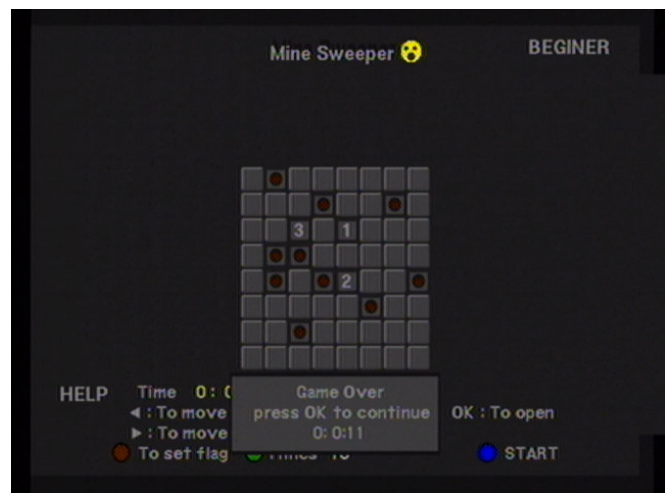 Mine Sweeper
BEGINER
3 1
2
HELP Time 0:
Game Over
◄ : To move press OK to continue OK : To open
► : To move 0: 0:11
To set flag START